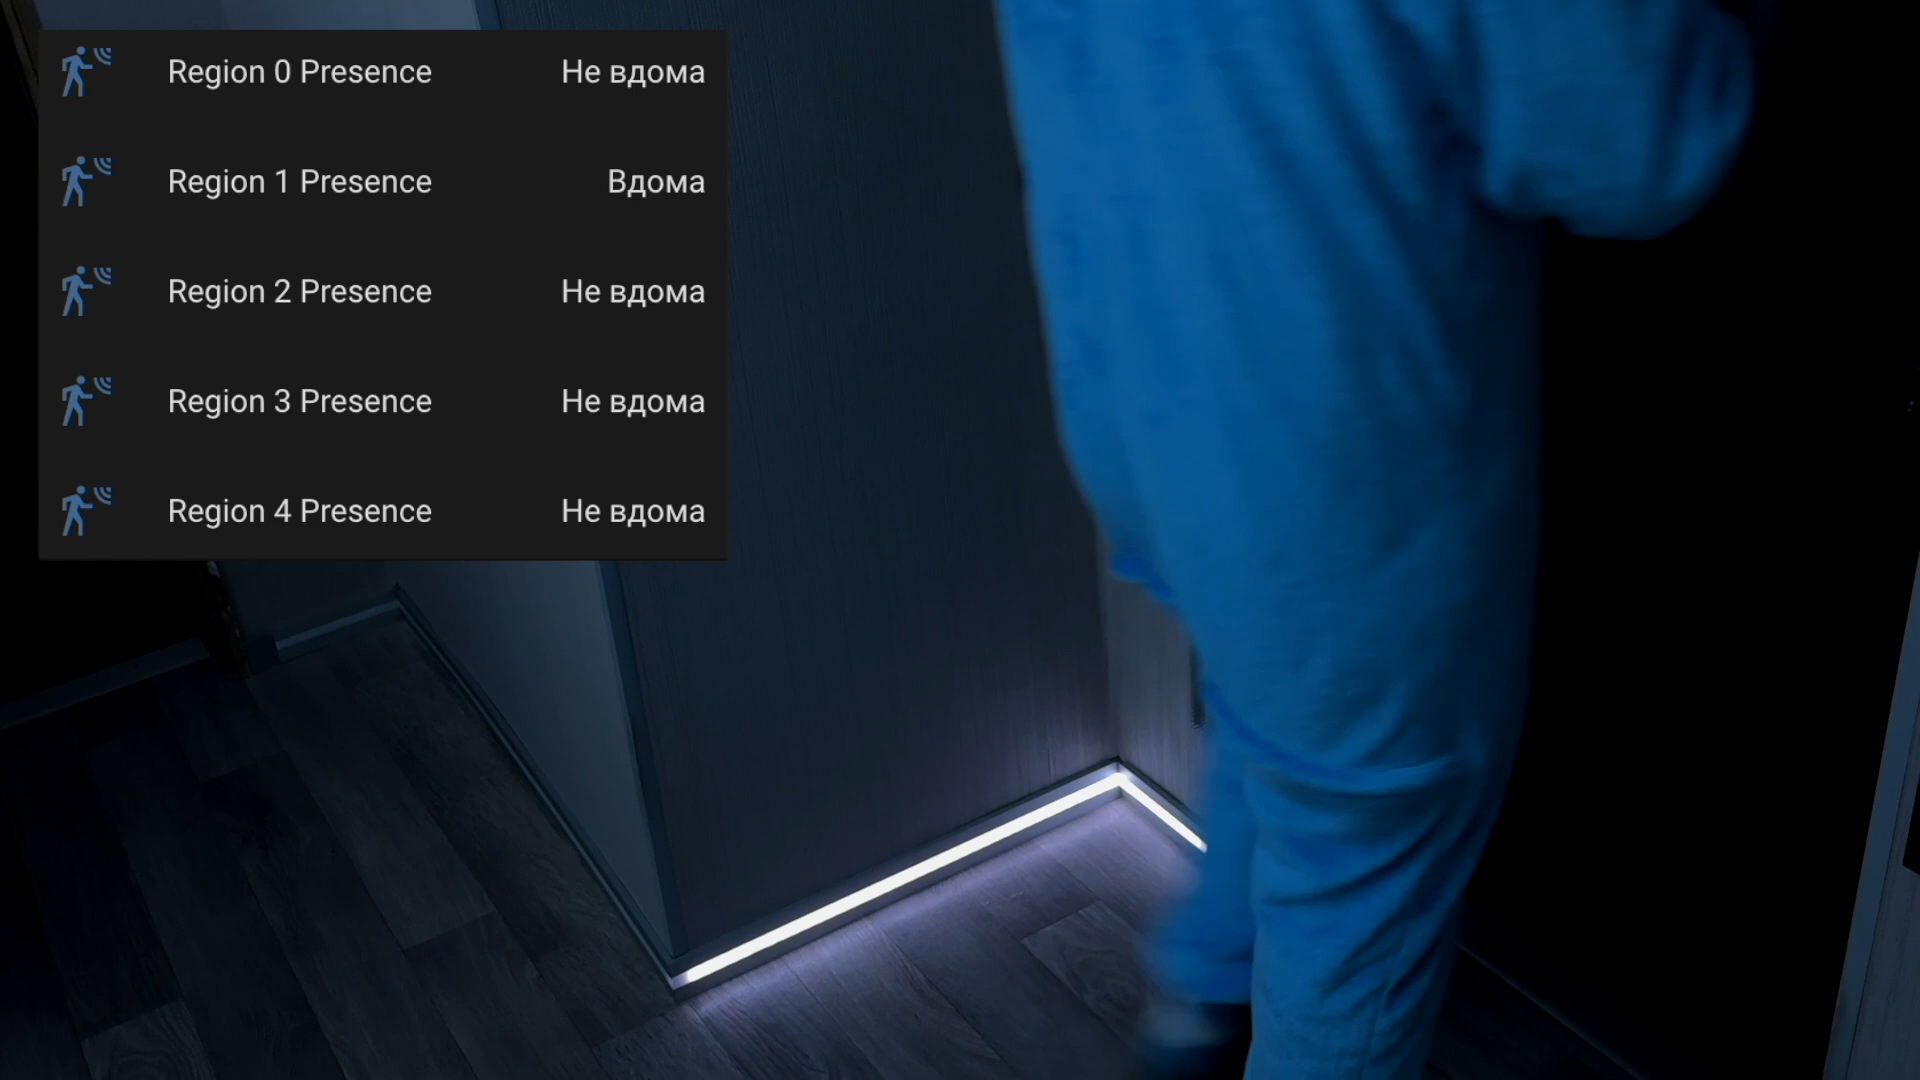 Region 0 Presence Не вдома
Region 1 Presence Вдома
Region 2 Presence Не вдома
Region 3 Presence Не вдома
Region 4 Presence Не вдома